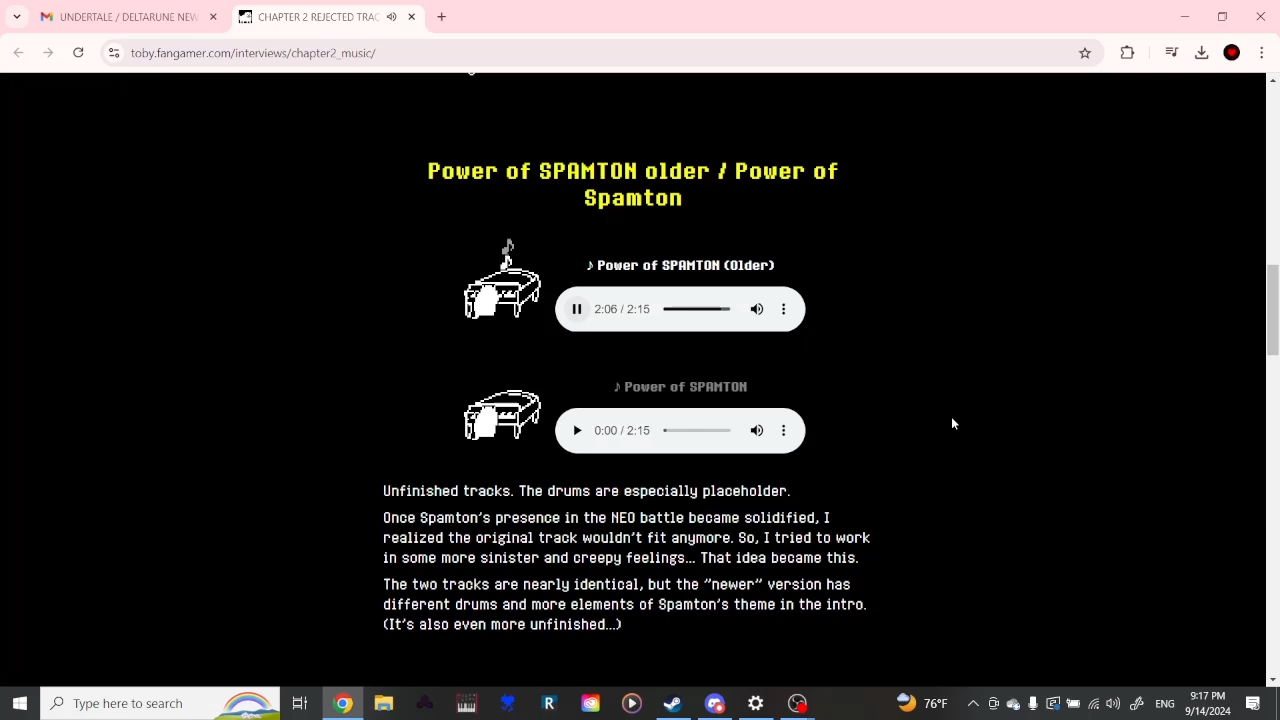 UNDERTALE / DELTARUNE NEW
CHAPTER 2 REJECTED TRAC
toby.fangamer.com/interviews/chapter2_music/
Power of SPAMTON older / Power of
Spamton
♪ Power of SPAMTON (Older)
2:06 / 2:15
♪ Power of SPAMTON
0:00 / 2:15
Unfinished tracks. The drums are especially placeholder.
Once Spamton's presence in the NEO battle became solidified, I
realized the original track wouldn't fit anymore. So, I tried to work
in some more sinister and creepy feelings... That idea became this.
The two tracks are nearly identical, but the "newer" version has
different drums and more elements of Spamton's theme in the intro.
(It's also even more unfinished...)
Type here to search
R
76°F
ENG
9:17 PM
9/14/2024